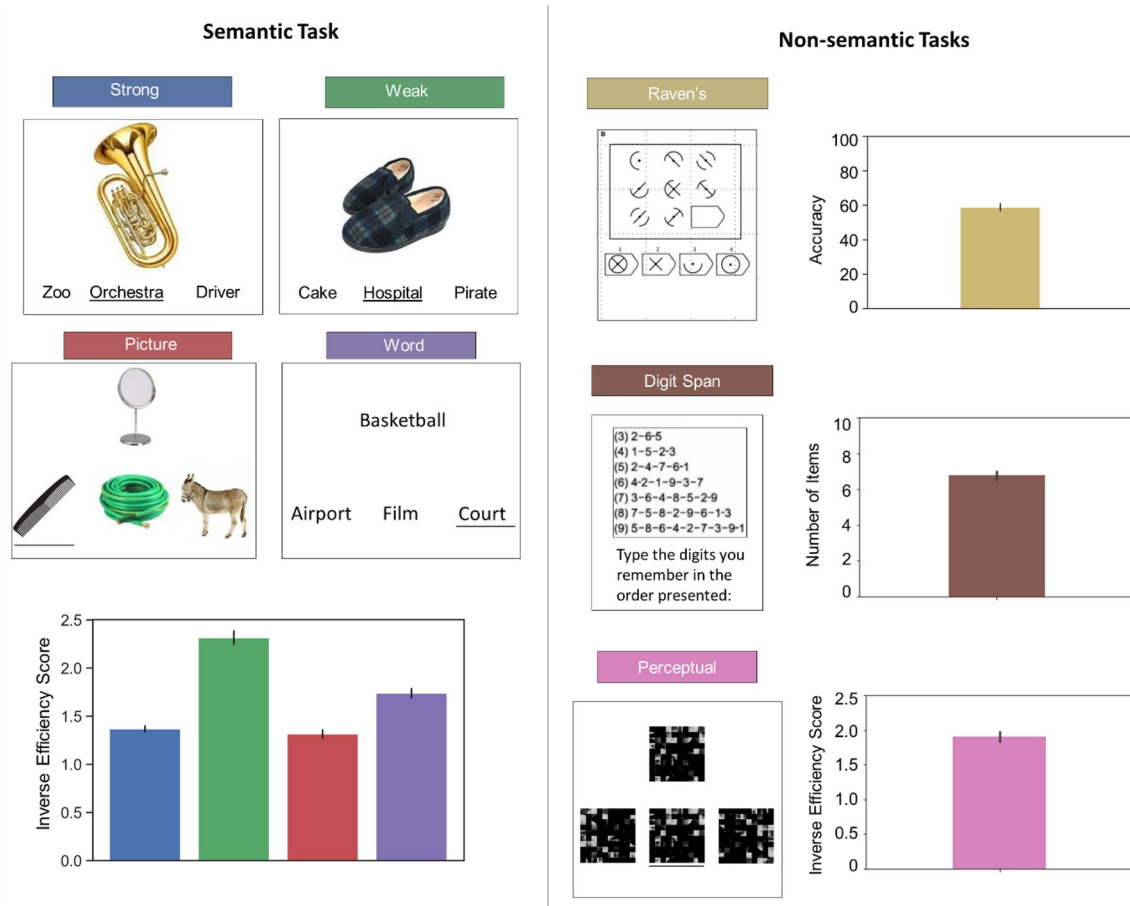 Semantic Task
Strong
Weak
Zoo Orchestra Driver
Cake Hospital Pirate
Picture
Word
Basketball
Airport Film Court
2.5
2.0
1.5
1.0
0.5
0.0
Inverse Efficiency Score
Non-semantic Tasks
Raven's
B
1 2 3 4
100
80
60
40
20
0
Accuracy
Digit Span
(3) 2-6-5
(4) 1-5-2-3
(5) 2-4-7-6-1
(6) 4-2-1-9-3-7
(7) 3-6-4-8-5-2-9
(8) 7-5-8-2-9-6-1-3
(9) 5-8-6-4-2-7-3-9-1
Type the digits you
remember in the
order presented:
10
8
6
4
2
0
Number of Items
Perceptual
2.5
2.0
1.5
1.0
0.5
0
Inverse Efficiency Score